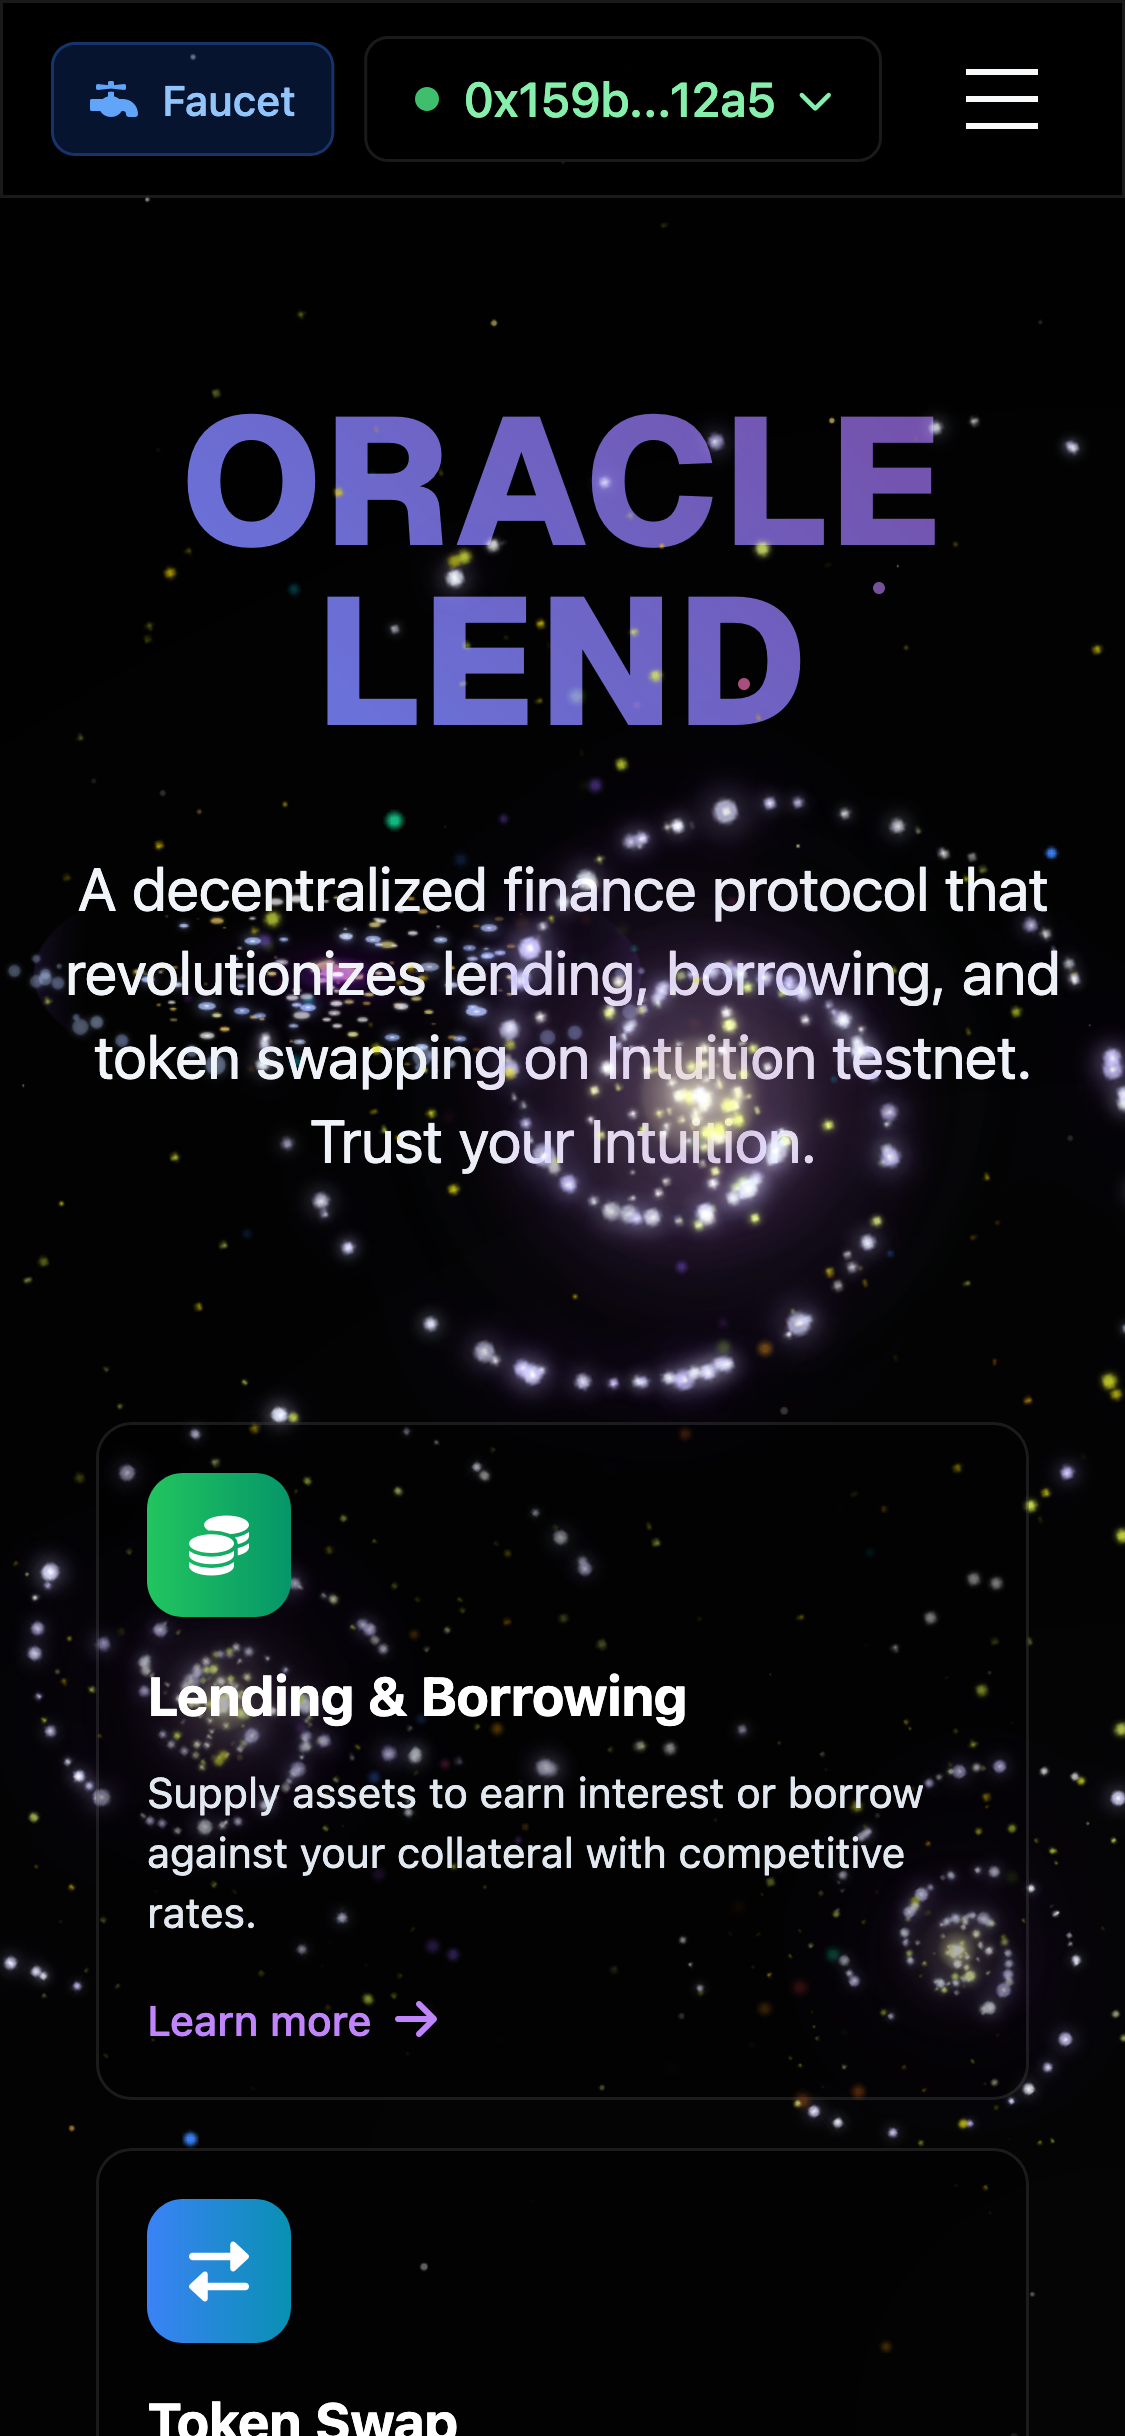 Faucet
0x159b...12a5
ORACLE
LEND
A decentralized finance protocol that
revolutionizes lending, borrowing, and
token swapping on Intuition testnet.
Trust your Intuition.
Lending & Borrowing
Supply assets to earn interest or borrow
against your collateral with competitive
rates.
Learn more
Token Swap